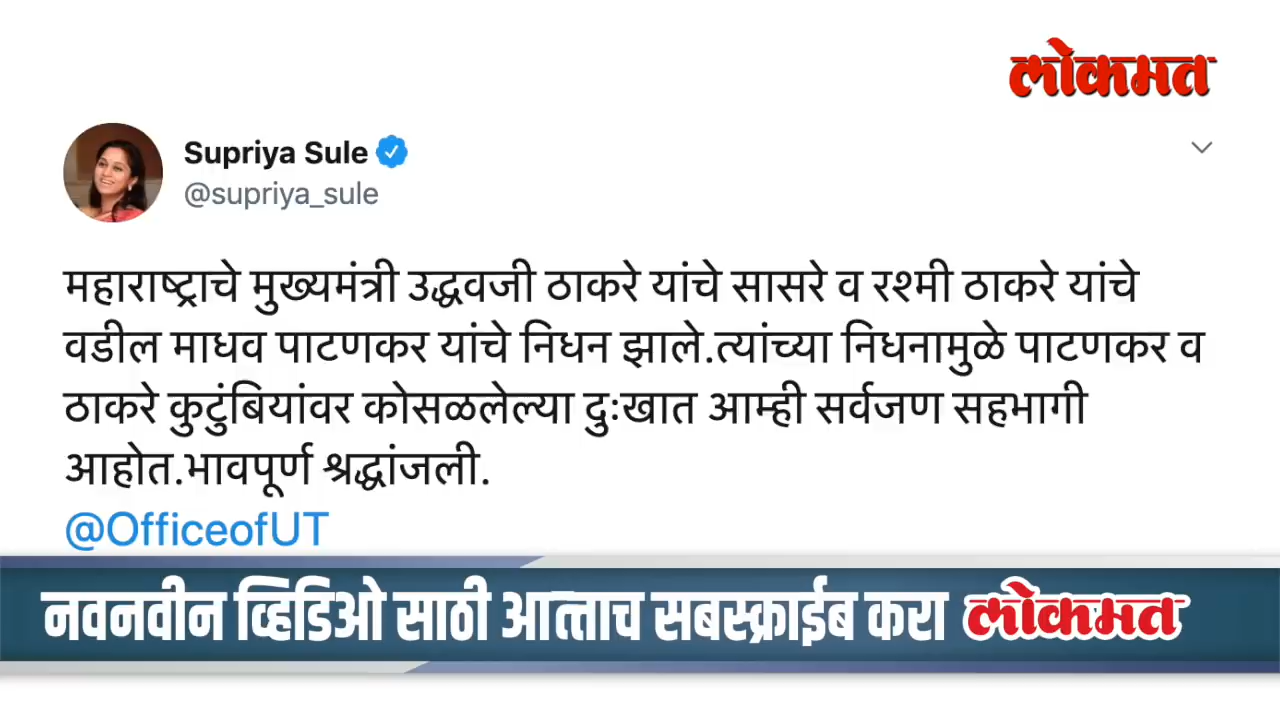 लोकमत
Supriya Sule
@supriya_sule
महाराष्ट्राचे मुख्यमंत्री उद्धवजी ठाकरे यांचे सासरे व रश्मी ठाकरे यांचे
वडील माधव पाटणकर यांचे निधन झाले.त्यांच्या निधनामुळे पाटणकर व
ठाकरे कुटुंबियांवर कोसळलेल्या दुःखात आम्ही सर्वजण सहभागी
आहोत.भावपूर्ण श्रद्धांजली.
@OfficeofUT
नवनवीन व्हिडिओ साठी आत्ताच सबस्क्राईब करा लोकमत